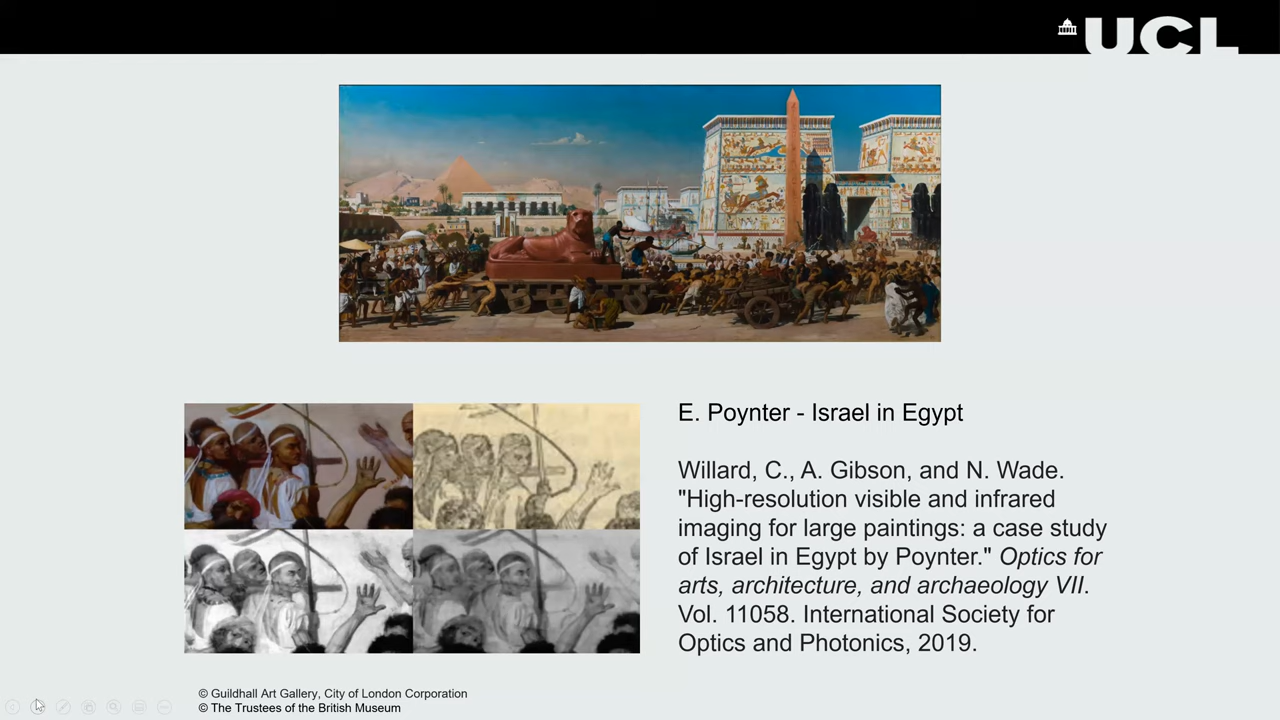 UCL
E. Poynter - Israel in Egypt
Willard, C., A. Gibson, and N. Wade.
"High-resolution visible and infrared
imaging for large paintings: a case study
of Israel in Egypt by Poynter." Optics for
arts, architecture, and archaeology VII.
Vol. 11058. International Society for
Optics and Photonics, 2019.
© Guildhall Art Gallery, City of London Corporation
© The Trustees of the British Museum